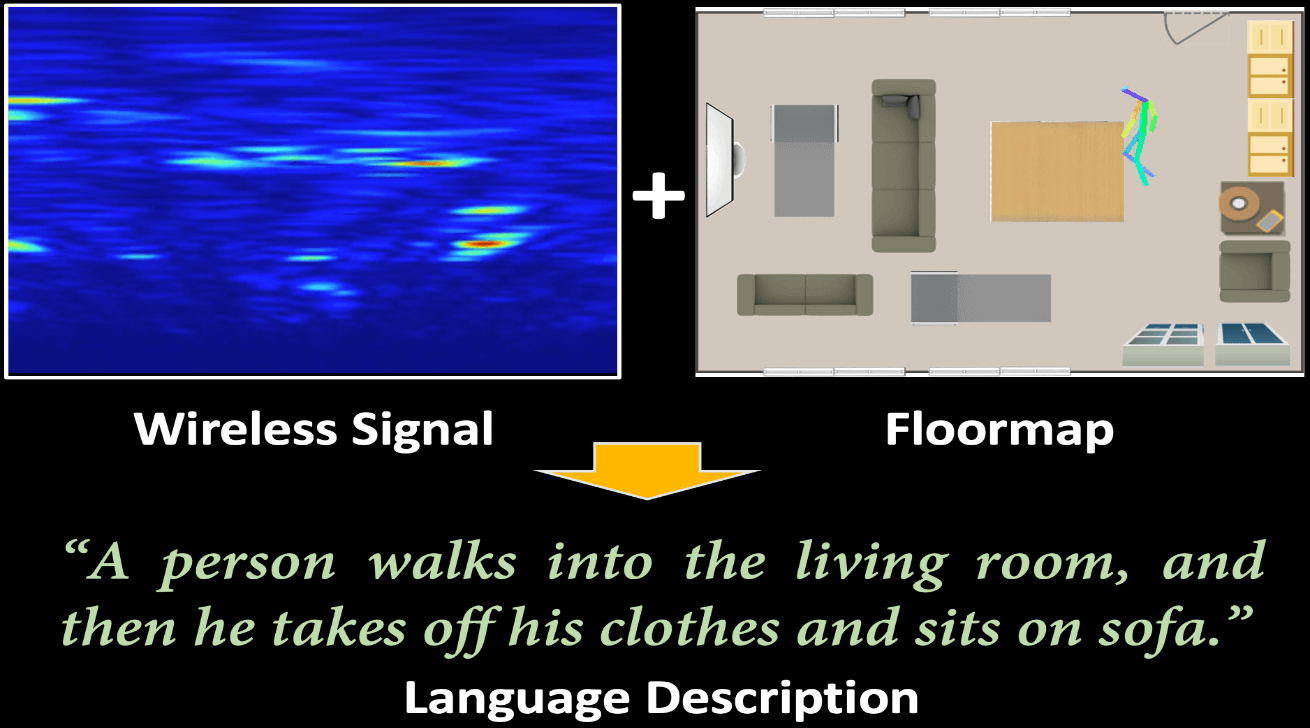 +
Wireless Signal
Floormap
“A person walks into the living room, and
then he takes off his clothes and sits on sofa.”
Language Description